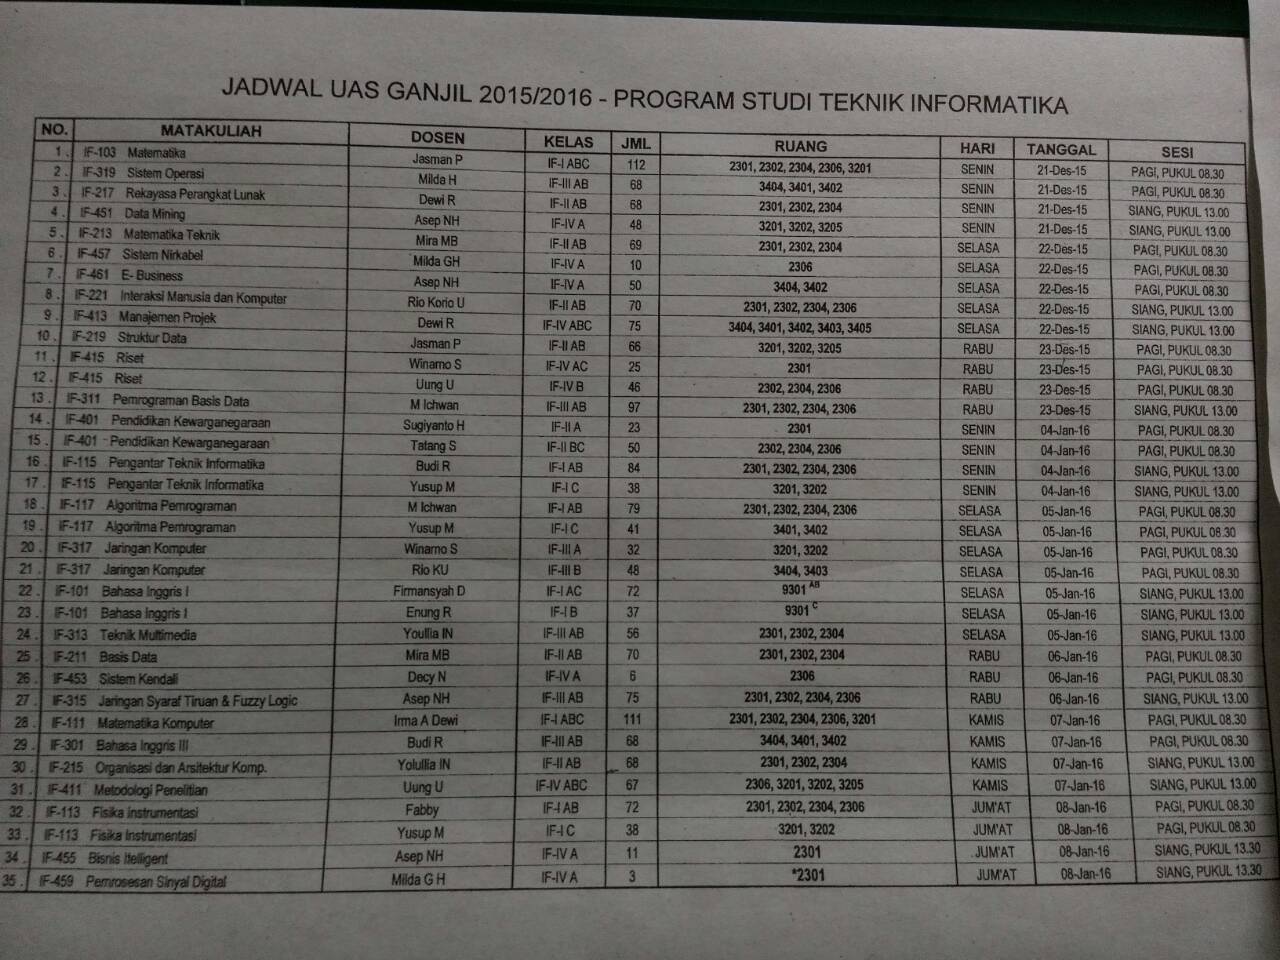 JADWAL UAS GANJIL 2015/2016 - PROGRAM STUDI TEKNIK INFORMATIKA
NO. MATAKULIAH DOSEN KELAS JML RUANG HARI TANGGAL SESI
1 . IF-103 Matematika Jasman P IF-I ABC 112 2301, 2302, 2304, 2306, 3201 SENIN 21-Des-15 PAGI, PUKUL 08.30
2 . IF-319 Sistem Operasi Milda H IF-III AB 68 3404, 3401, 3402 SENIN 21-Des-15 PAGI, PUKUL 08.30
3 . IF-217 Rekayasa Perangkat Lunak Dewi R IF-II AB 68 2301, 2302, 2304 SENIN 21-Des-15 SIANG, PUKUL 13.00
4 . IF-451 Data Mining Asep NH IF-IV A 48 3201, 3202, 3205 SENIN 21-Des-15 SIANG, PUKUL 13.00
5 . IF-213 Matematika Teknik Mira MB IF-II AB 69 2301, 2302, 2304 SELASA 22-Des-15 PAGI, PUKUL 08.30
6 . IF-457 Sistem Nirkabel Milda GH IF-IV A 10 2306 SELASA 22-Des-15 PAGI, PUKUL 08.30
7 . IF-461 E- Business Asep NH IF-IV A 50 3404, 3402 SELASA 22-Des-15 PAGI, PUKUL 08.30
8 . IF-221 Interaksi Manusia dan Komputer Rio Korio U IF-II AB 70 2301, 2302, 2304, 2306 SELASA 22-Des-15 SIANG, PUKUL 13.00
9 . IF-413 Manajemen Projek Dewi R IF-IV ABC 75 3404, 3401, 3402, 3403, 3405 SELASA 22-Des-15 SIANG, PUKUL 13.00
10 . IF-219 Struktur Data Jasman P IF-II AB 66 3201, 3202, 3205 RABU 23-Des-15 PAGI, PUKUL 08.30
11 . IF-415 Riset Winarno S IF-IV AC 25 2301 RABU 23-Des-15 PAGI, PUKUL 08.30
12 . IF-415 Riset Uung U IF-IV B 46 2302, 2304, 2306 RABU 23-Des-15 PAGI, PUKUL 08.30
13 . IF-311 Pemrograman Basis Data M Ichwan IF-III AB 97 2301, 2302, 2304, 2306 RABU 23-Des-15 SIANG, PUKUL 13.00
14 . IF-401 Pendidikan Kewarganegaraan Sugiyanto H IF-II A 23 2301 SENIN 04-Jan-16 PAGI, PUKUL 08.30
15 . IF-401 Pendidikan Kewarganegaraan Tatang S IF-II BC 50 2302, 2304, 2306 SENIN 04-Jan-16 PAGI, PUKUL 08.30
16 . IF-115 Pengantar Teknik Informatika Budi R IF-I AB 84 2301, 2302, 2304, 2306 SENIN 04-Jan-16 SIANG, PUKUL 13.00
17 . IF-115 Pengantar Teknik Informatika Yusup M IF-I C 38 3201, 3202 SENIN 04-Jan-16 SIANG, PUKUL 13.00
18 . IF-117 Algoritma Pemrograman M Ichwan IF-I AB 79 2301, 2302, 2304, 2306 SELASA 05-Jan-16 PAGI, PUKUL 08.30
19 . IF-117 Algoritma Pemrograman Yusup M IF-I C 41 3401, 3402 SELASA 05-Jan-16 PAGI, PUKUL 08.30
20 . IF-317 Jaringan Komputer Winarno S IF-III A 32 3201, 3202 SELASA 05-Jan-16 PAGI, PUKUL 08.30
21 . IF-317 Jaringan Komputer Rio KU IF-III B 48 3404, 3403 SELASA 05-Jan-16 PAGI, PUKUL 08.30
22 . IF-101 Bahasa Inggris I Firmansyah D IF-I AC 72 9301 AB SELASA 05-Jan-16 SIANG, PUKUL 13.00
23 . IF-101 Bahasa Inggris I Enung R IF-I B 37 9301 C SELASA 05-Jan-16 SIANG, PUKUL 13.00
24 . IF-313 Teknik Multimedia Youllia IN IF-III AB 56 2301, 2302, 2304 SELASA 05-Jan-16 SIANG, PUKUL 13.00
25 . IF-211 Basis Data Mira MB IF-II AB 70 2301, 2302, 2304 RABU 06-Jan-16 PAGI, PUKUL 08.30
26 . IF-453 Sistem Kendali Decy N IF-IV A 6 2306 RABU 06-Jan-16 PAGI, PUKUL 08.30
27 . IF-315 Jaringan Syaraf Tiruan & Fuzzy Logic Asep NH IF-III AB 75 2301, 2302, 2304, 2306 RABU 06-Jan-16 SIANG, PUKUL 13.00
28 . IF-111 Matematika Komputer Irma A Dewi IF-I ABC 111 2301, 2302, 2304, 2306, 3201 KAMIS 07-Jan-16 PAGI, PUKUL 08.30
29 . IF-301 Bahasa Inggris III Budi R IF-III AB 68 3404, 3401, 3402 KAMIS 07-Jan-16 PAGI, PUKUL 08.30
30 . IF-215 Organisasi dan Arsitektur Komp. Yolullia IN IF-II AB 68 2301, 2302, 2304 KAMIS 07-Jan-16 SIANG, PUKUL 13.00
31 . IF-411 Metodologi Penelitian Uung U IF-IV ABC 67 2306, 3201, 3202, 3205 KAMIS 07-Jan-16 SIANG, PUKUL 13.00
32 . IF-113 Fisika Instrumentasi Fabby IF-I AB 72 2301, 2302, 2304, 2306 JUM'AT 08-Jan-16 PAGI, PUKUL 08.30
33 . IF-113 Fisika Instrumentasi Yusup M IF-I C 38 3201, 3202 JUM'AT 08-Jan-16 PAGI, PUKUL 08.30
34 . IF-455 Bisnis Itelligent Asep NH IF-IV A 11 2301 JUM'AT 08-Jan-16 SIANG, PUKUL 13.30
35 . IF-459 Pemrosesan Sinyal Digital Milda G H IF-IV A 3 *2301 JUM'AT 08-Jan-16 SIANG, PUKUL 13.30